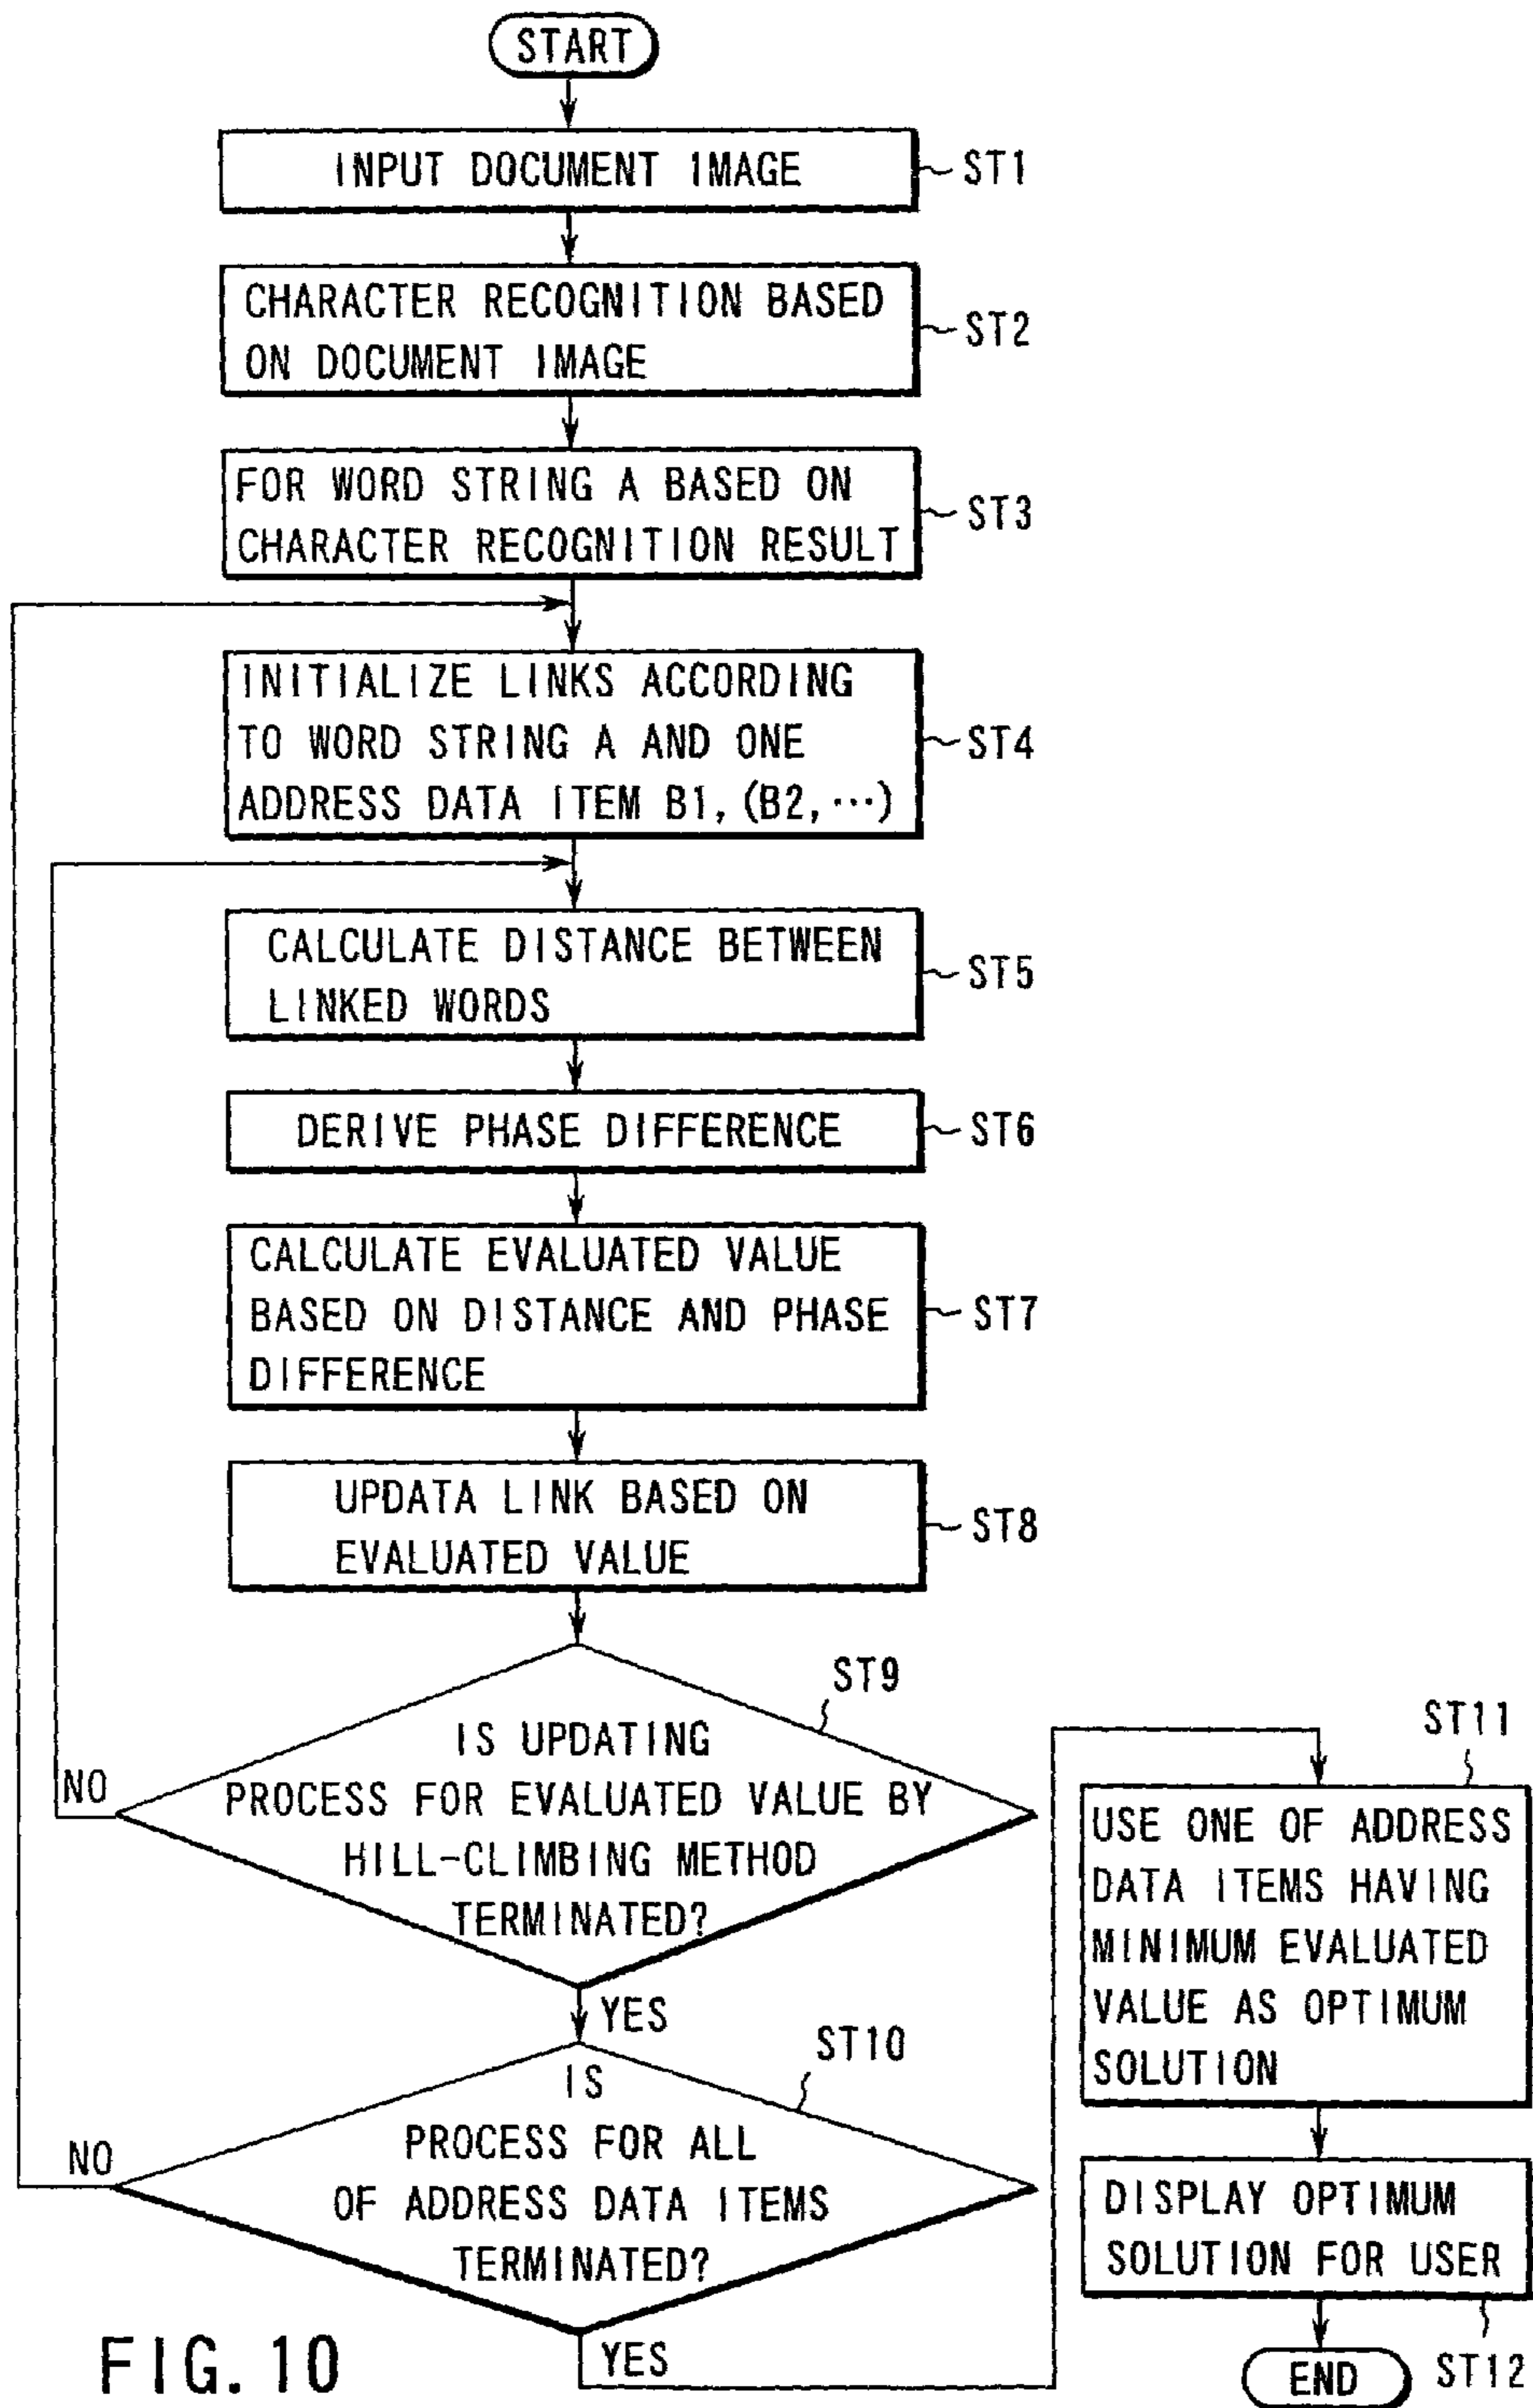 START
INPUT DOCUMENT IMAGE
ST1
CHARACTER RECOGNITION BASED
ON DOCUMENT IMAGE
ST2
FOR WORD STRING A BASED ON
CHARACTER RECOGNITION RESULT
ST3
INITIALIZE LINKS ACCORDING
TO WORD STRING A AND ONE
ADDRESS DATA ITEM B1, (B2, ···)
ST4
CALCULATE DISTANCE BETWEEN
LINKED WORDS
ST5
DERIVE PHASE DIFFERENCE
ST6
CALCULATE EVALUATED VALUE
BASED ON DISTANCE AND PHASE
DIFFERENCE
ST7
UPDATA LINK BASED ON
EVALUATED VALUE
ST8
ST9
IS UPDATING
PROCESS FOR EVALUATED VALUE BY
HILL-CLIMBING METHOD
TERMINATED?
NO
YES
ST10
IS
PROCESS FOR ALL
OF ADDRESS DATA ITEMS
TERMINATED?
NO
YES
ST11
USE ONE OF ADDRESS
DATA ITEMS HAVING
MINIMUM EVALUATED
VALUE AS OPTIMUM
SOLUTION
DISPLAY OPTIMUM
SOLUTION FOR USER
ST12
END
FIG. 10